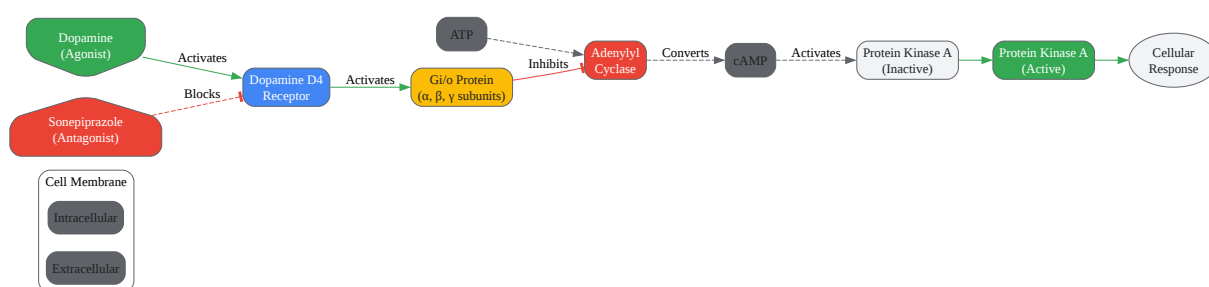 Dopamine
(Agonist)
Activates
Sonepiprazole
(Antagonist)
Blocks
Dopamine D4
Receptor
Activates
Gi/o Protein
(α, β, γ subunits)
ATP
Inhibits
Adenylyl
Cyclase
Converts
cAMP
Activates
Protein Kinase A
(Inactive)
Protein Kinase A
(Active)
Cellular
Response
Cell Membrane
Intracellular
Extracellular